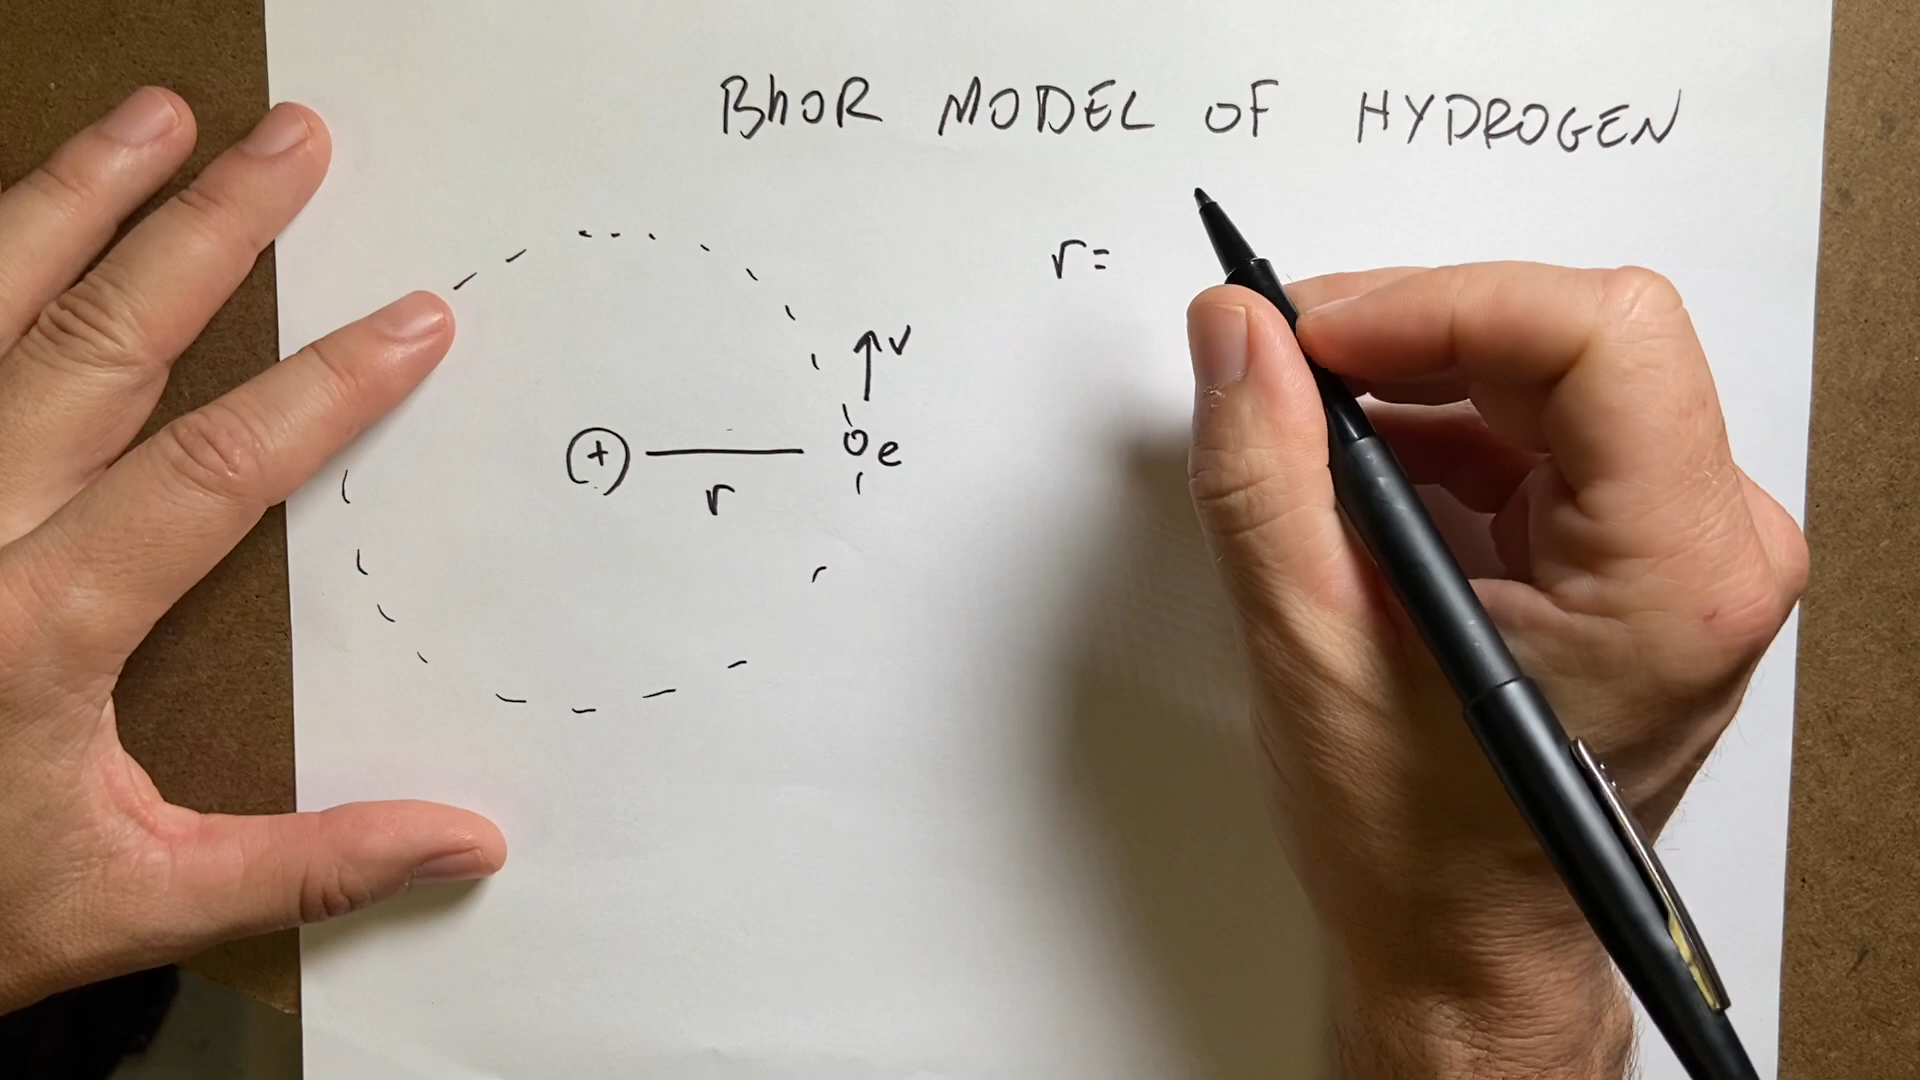 BhOR MODEL OF HYDROGEN
r=
v
+
e
r